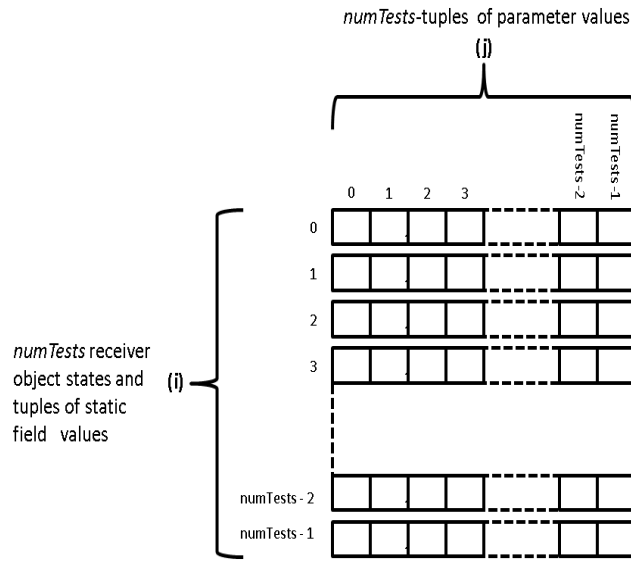 numTests-tuples of parameter values
(j)
numTests -2
numTests -1
0 1 2 3
0
1
2
3
numTests receiver
object states and
tuples of static
field values
(i)
numTests - 2
numTests - 1